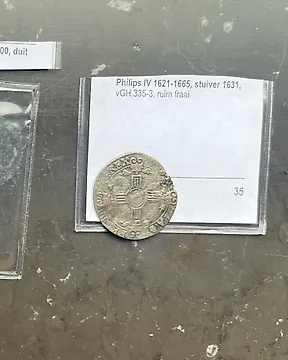 00, duit
Philips IV 1621-1665, stuiver 1631,
vGH 335-3, ruim fraai
35